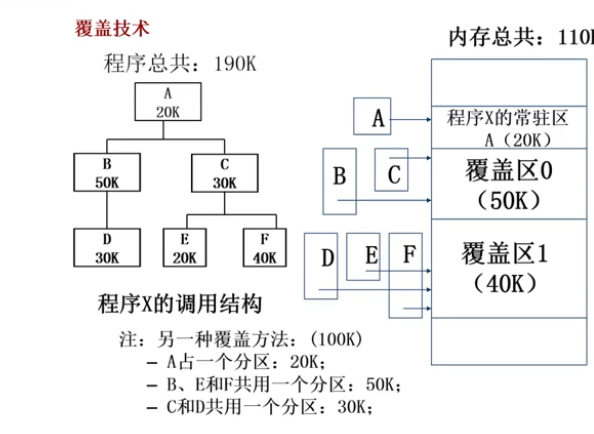 覆盖技术
程序总共：190K
A
20K
B
50K
C
30K
D
30K
E
20K
F
40K
程序X的调用结构
内存总共：110
A
B
C
D
E
F
程序X的常驻区
A（20K）
覆盖区0
（50K）
覆盖区1
（40K）
注：另一种覆盖方法：(100K)
– A占一个分区：20K；
– B、E和F共用一个分区：50K；
– C和D共用一个分区：30K；